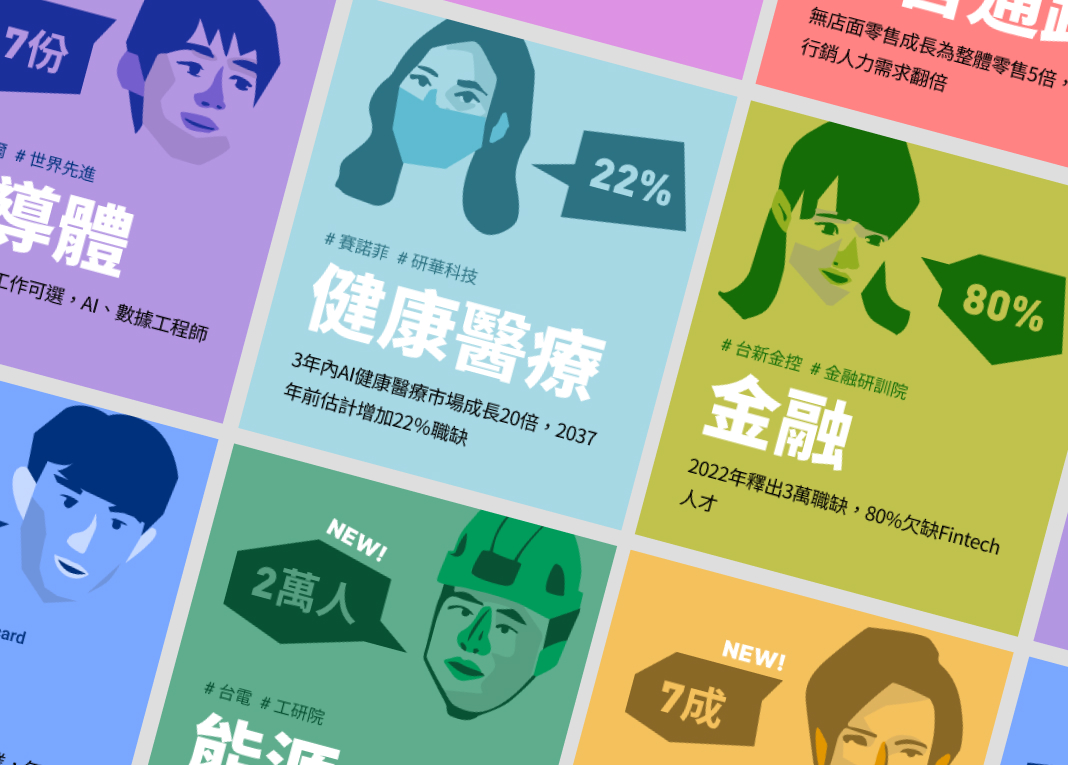 7份
#世界先進
導體
工作可選，AI、數據工程師
22%
# 賽諾菲 # 研華科技
健康醫療
3年內AI健康醫療市場成長20倍，2037
年前估計增加22%職缺
無店面零售成長為整體零售5倍，
行銷人力需求翻倍
80%
# 台新金控 # 金融研訓院
金融
2022年釋出3萬職缺，80%欠缺Fintech
人才
ard
NEW!
2萬人
# 台電 # 工研院
能源
NEW!
7成